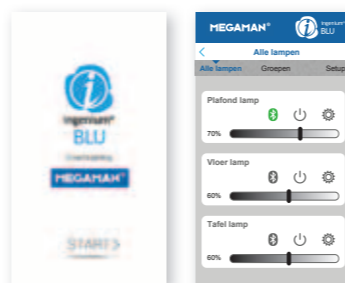 ingenium®
BLU
MEGAMAN®
START >
MEGAMAN®
ingenium®
BLU
<
Alle lampen
Alle lampen
Groepen
Setup
Plafond lamp
70%
Vloer lamp
60%
Tafel lamp
60%